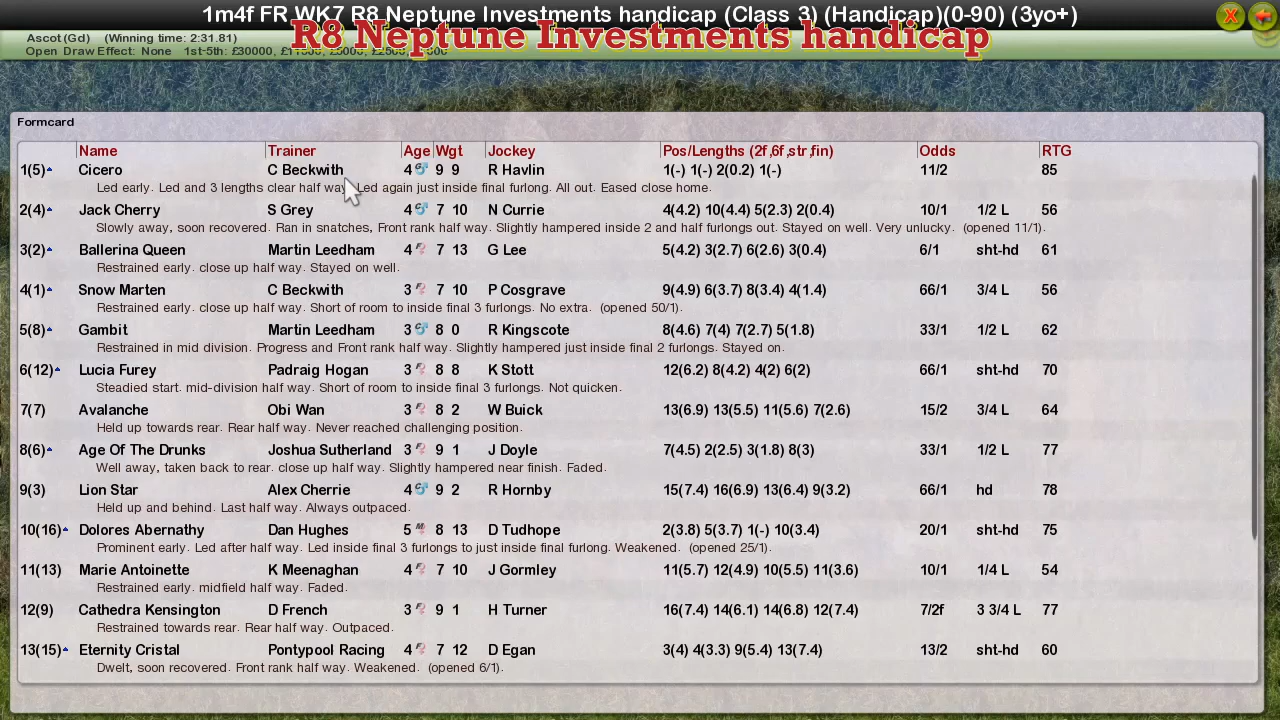 1m4f FR WK7 R8 Neptune Investments handicap (Class 3) (Handicap)(0-90) (3yo+)
R8 Neptune Investments handicap
Ascot(Gd) (Winning time: 2:31.81)
Open Draw Effect: None 1st-5th: £30000,
Formcard
Name Trainer Age Wgt Jockey Pos/Lengths (2f,6f,str,fin) Odds RTG
1(5) Cicero C Beckwith 4 9 9 R Havlin 1(-) 1(-) 2(0.2) 1(-) 11/2 85
Led early. Led and 3 lengths clear half way. Led again just inside final furlong. All out. Eased close home.
2(4) Jack Cherry S Grey 4 7 10 N Currie 4(4.2) 10(4.4) 5(2.3) 2(0.4) 10/1 1/2 L 56
Slowly away, soon recovered. Ran in snatches, Front rank half way. Slightly hampered inside 2 and half furlongs out. Stayed on well. Very unlucky. (opened 11/1).
3(2) Ballerina Queen Martin Leedham 4 7 13 G Lee 5(4.2) 3(2.7) 6(2.6) 3(0.4) 6/1 sht-hd 61
Restrained early. close up half way. Stayed on well.
4(1) Snow Marten C Beckwith 3 7 10 P Cosgrave 9(4.9) 6(3.7) 8(3.4) 4(1.4) 66/1 3/4 L 56
Restrained early. close up half way. Short of room to inside final 3 furlongs. No extra. (opened 50/1).
5(8) Gambit Martin Leedham 3 8 0 R Kingscote 8(4.6) 7(4) 7(2.7) 5(1.8) 33/1 1/2 L 62
Restrained in mid division. Progress and Front rank half way. Slightly hampered just inside final 2 furlongs. Stayed on.
6(12) Lucia Furey Padraig Hogan 3 8 8 K Stott 12(6.2) 8(4.2) 4(2) 6(2) 66/1 sht-hd 70
Steadied start. mid-division half way. Short of room to inside final 3 furlongs. Not quicken.
7(7) Avalanche Obi Wan 3 8 2 W Buick 13(6.9) 13(5.5) 11(5.6) 7(2.6) 15/2 3/4 L 64
Held up towards rear. Rear half way. Never reached challenging position.
8(6) Age Of The Drunks Joshua Sutherland 3 9 1 J Doyle 7(4.5) 2(2.5) 3(1.8) 8(3) 33/1 1/2 L 77
Well away, taken back to rear. close up half way. Slightly hampered near finish. Faded.
9(3) Lion Star Alex Cherrie 4 9 2 R Hornby 15(7.4) 16(6.9) 13(6.4) 9(3.2) 66/1 hd 78
Held up and behind. Last half way. Always outpaced.
10(16) Dolores Abernathy Dan Hughes 5 8 13 D Tudhope 2(3.8) 5(3.7) 1(-) 10(3.4) 20/1 sht-hd 75
Prominent early. Led after half way. Led inside final 3 furlongs to just inside final furlong. Weakened. (opened 25/1).
11(13) Marie Antoinette K Meenaghan 4 7 10 J Gormley 11(5.7) 12(4.9) 10(5.5) 11(3.6) 10/1 1/4 L 54
Restrained early. midfield half way. Faded.
12(9) Cathedra Kensington D French 3 9 1 H Turner 16(7.4) 14(6.1) 14(6.8) 12(7.4) 7/2f 3 3/4 L 77
Restrained towards rear. Rear half way. Outpaced.
13(15) Eternity Cristal Pontypool Racing 4 7 12 D Egan 3(4) 4(3.3) 9(5.4) 13(7.4) 13/2 sht-hd 60
Dwelt, soon recovered. Front rank half way. Weakened. (opened 6/1).